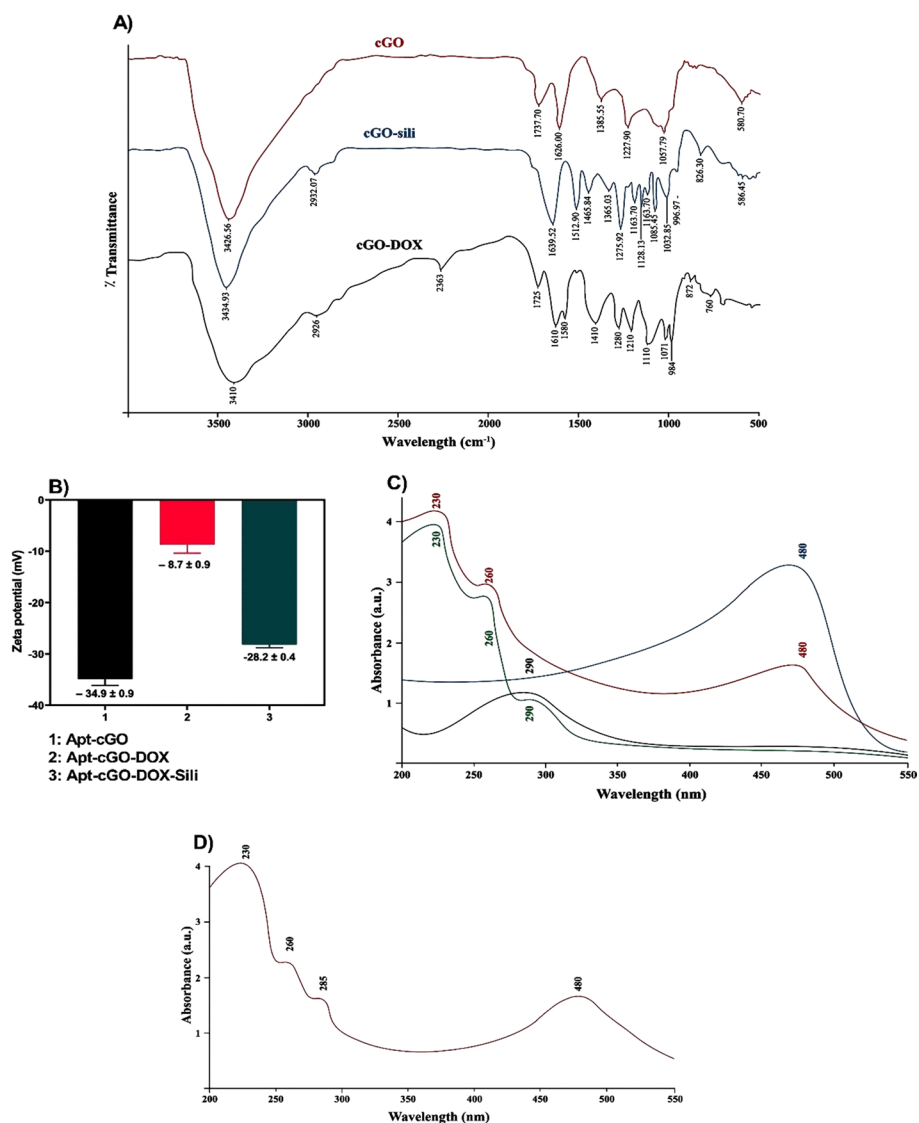 A)
cGO
1737.70
1626.00
1385.55
1227.90
1057.79
580.70
3426.56
cGO-sili
2932.07
3434.93
1639.52
1512.90
1465.84
1365.03
1275.92
1163.70
1128.13
1163.70
1085.45
1032.85
996.97 -
826.30
586.45
cGO-DOX
3410
2926
2363
1725
1610
1580
1410
1280
1210
1110
1071
984
872
760
% Transmittance
3500 3000 2500 2000 1500 1000 500
Wavelength (cm-1)
B)
Zeta potential (mV)
0
-10
-20
-30
-40
– 34.9 ± 0.9
– 8.7 ± 0.9
-28.2 ± 0.4
1 2 3
1: Apt-cGO
2: Apt-cGO-DOX
3: Apt-cGO-DOX-Sili
C)
Absorbance (a.u.)
4
3
2
1
230
230
260
260
290
290
480
480
200 250 300 350 400 450 500 550
Wavelength (nm)
D)
Absorbance (a.u.)
4
3
2
1
230
260
285
480
200 250 300 350 400 450 500 550
Wavelength (nm)